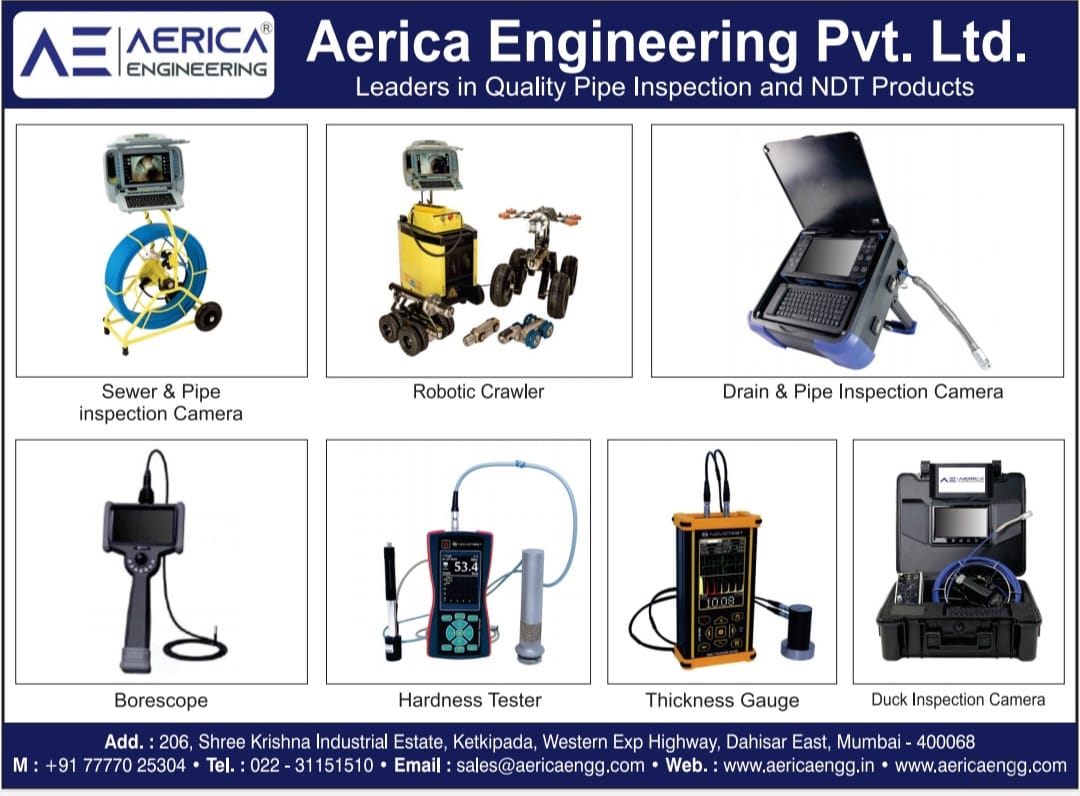 AE AERICA®
ENGINEERING
Aerica Engineering Pvt. Ltd.
Leaders in Quality Pipe Inspection and NDT Products
Sewer & Pipe
inspection Camera
Robotic Crawler
Drain & Pipe Inspection Camera
NOVOTEST
53.4
NOVOTEST
10.08
AE AERICA
Borescope
Hardness Tester
Thickness Gauge
Duck Inspection Camera
Add. : 206, Shree Krishna Industrial Estate, Ketkipada, Western Exp Highway, Dahisar East, Mumbai - 400068
M : +91 77770 25304 • Tel. : 022 - 31151510 • Email : sales@aericaengg.com • Web. : www.aericaengg.in • www.aericaengg.com